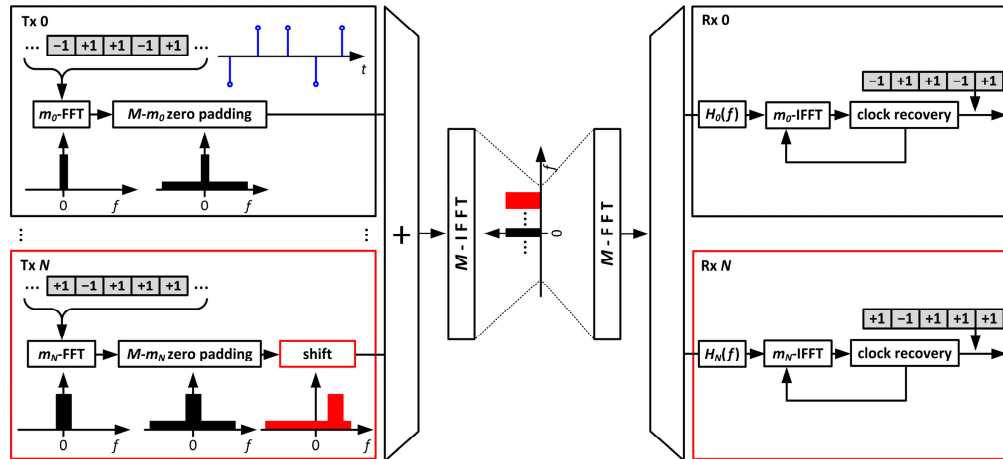 Tx 0
... −1 +1 +1 −1 +1 ...
t
m0-FFT
M-m0 zero padding
0 f
0 f
⋮ ⋮
Tx N
... +1 −1 +1 +1 +1 ...
mN-FFT
M-mN zero padding
shift
0 f
0 f
0 f
+
M-IFFT
f
...
0
...
M-FFT
Rx 0
−1 +1 +1 −1 +1
H0(f)
m0-IFFT
clock recovery
Rx N
+1 −1 +1 +1 +1
HN(f)
mN-IFFT
clock recovery